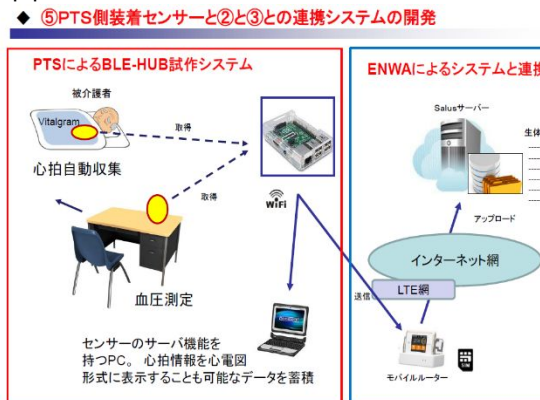 ◆ ⑤PTS側装着センサーと②と③との連携システムの開発
PTSによるBLE-HUB試作システム
被介護者
Vitalgram
取得
心拍自動収集
取得
WiFi
血圧測定
センサーのサーバ機能を
持つPC。 心拍情報を心電図
形式に表示することも可能なデータを蓄積
ENWAによるシステムと連携
Salusサーバー
生体
アップロード
インターネット網
LTE網
送信
モバイルルーター